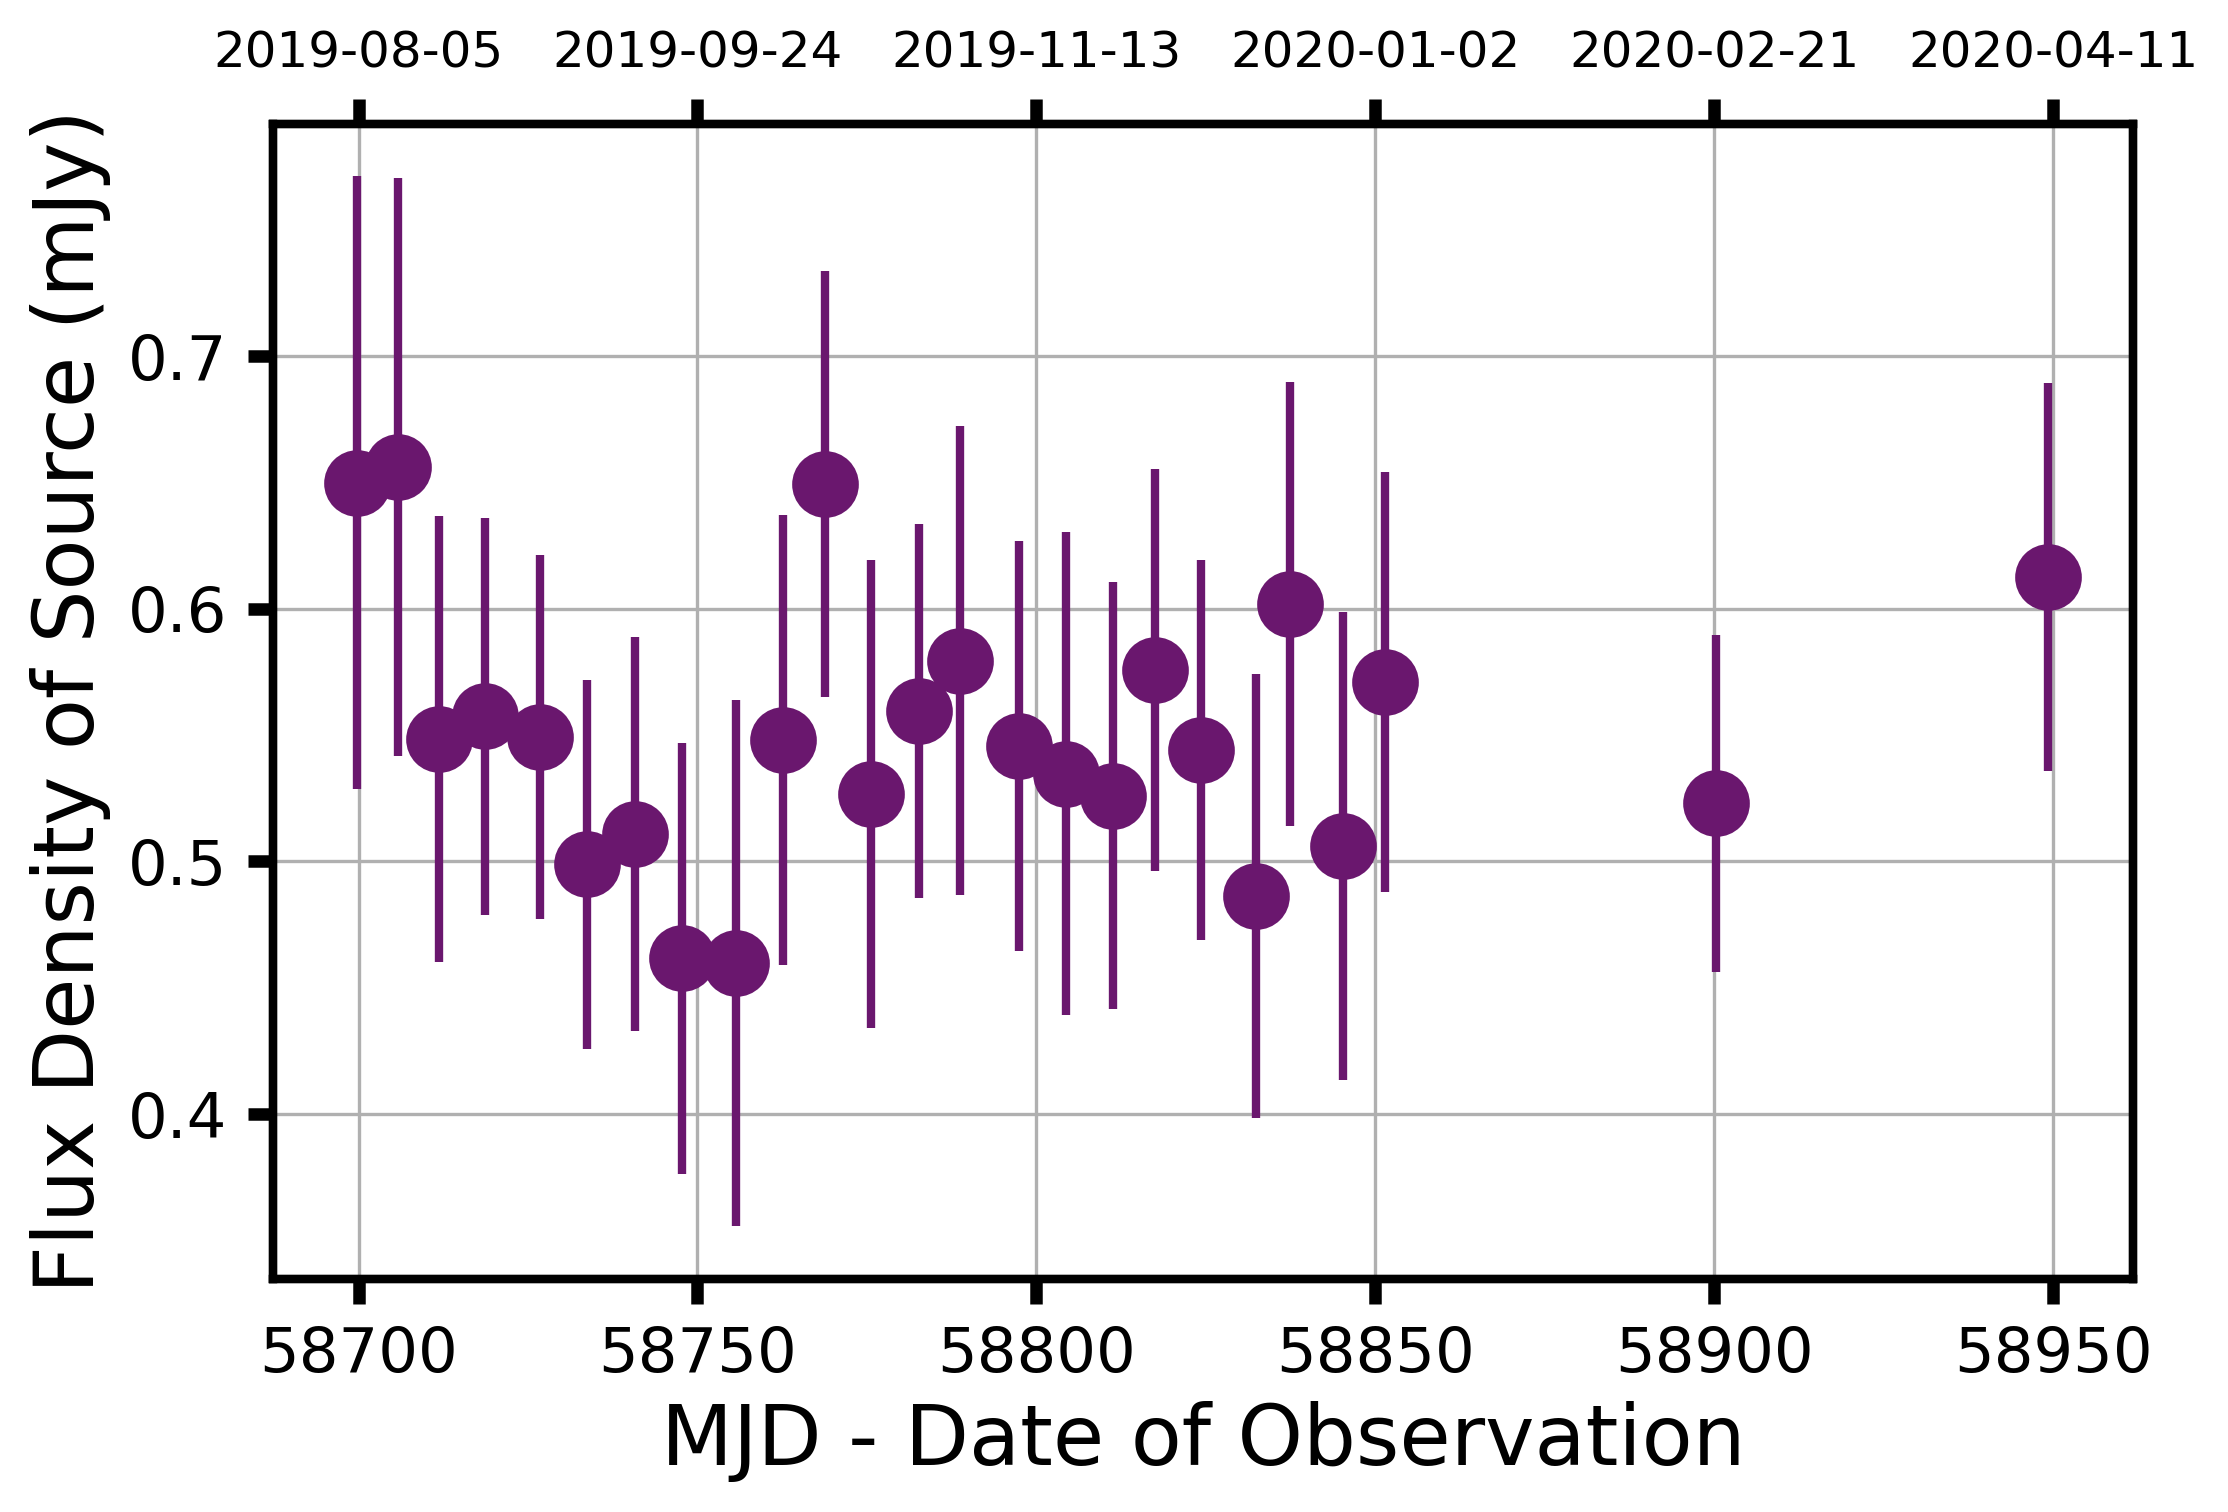 2019-08-05 2019-09-24 2019-11-13 2020-01-02 2020-02-21 2020-04-11
Flux Density of Source (mJy)
0.7
0.6
0.5
0.4
58700 58750 58800 58850 58900 58950
MJD - Date of Observation